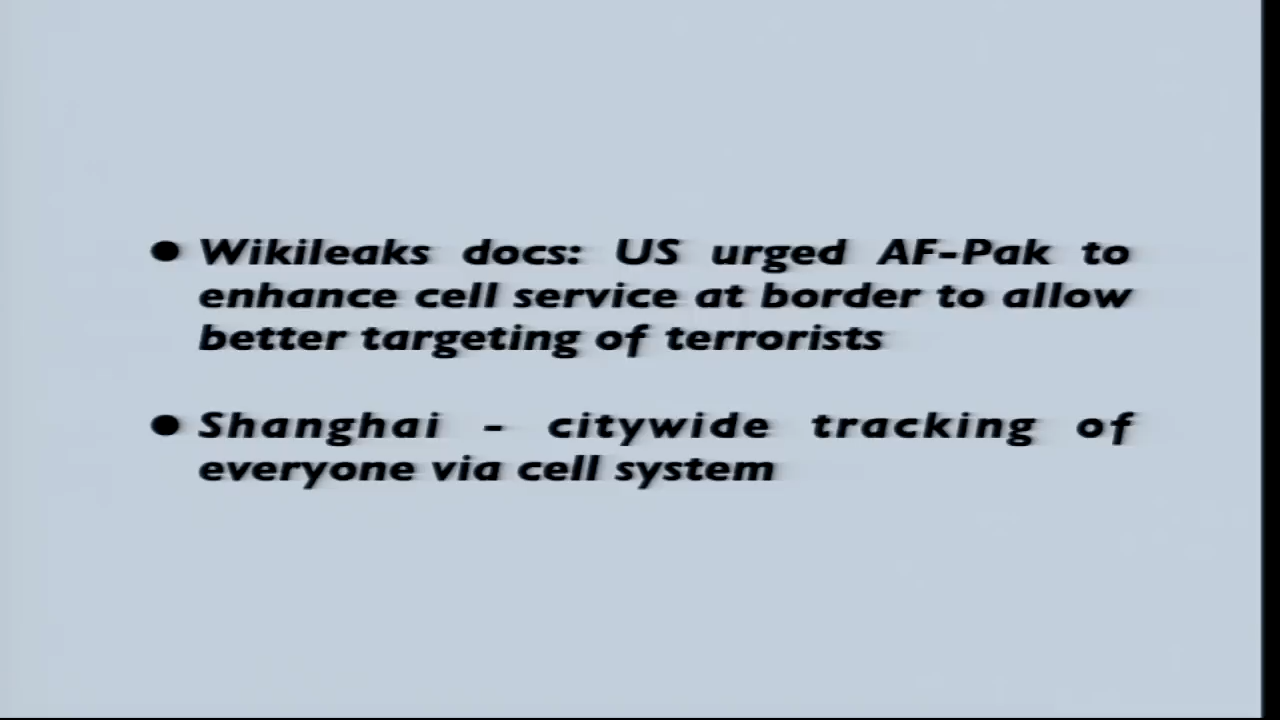 • Wikileaks docs: US urged AF-Pak to
enhance cell service at border to allow
better targeting of terrorists
• Shanghai - citywide tracking of
everyone via cell system